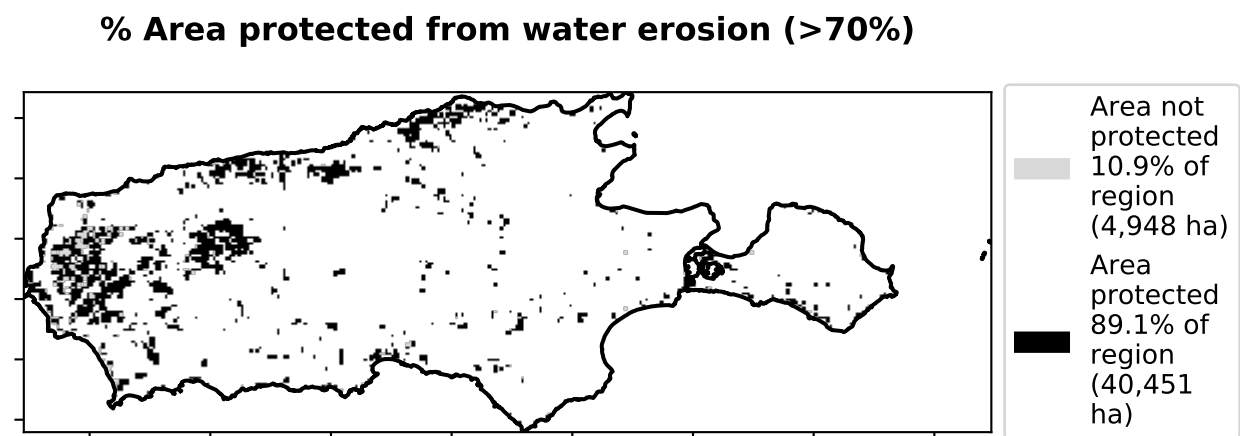 % Area protected from water erosion (>70%)
Area not
protected
10.9% of
region
(4,948 ha)
Area
protected
89.1% of
region
(40,451
ha)